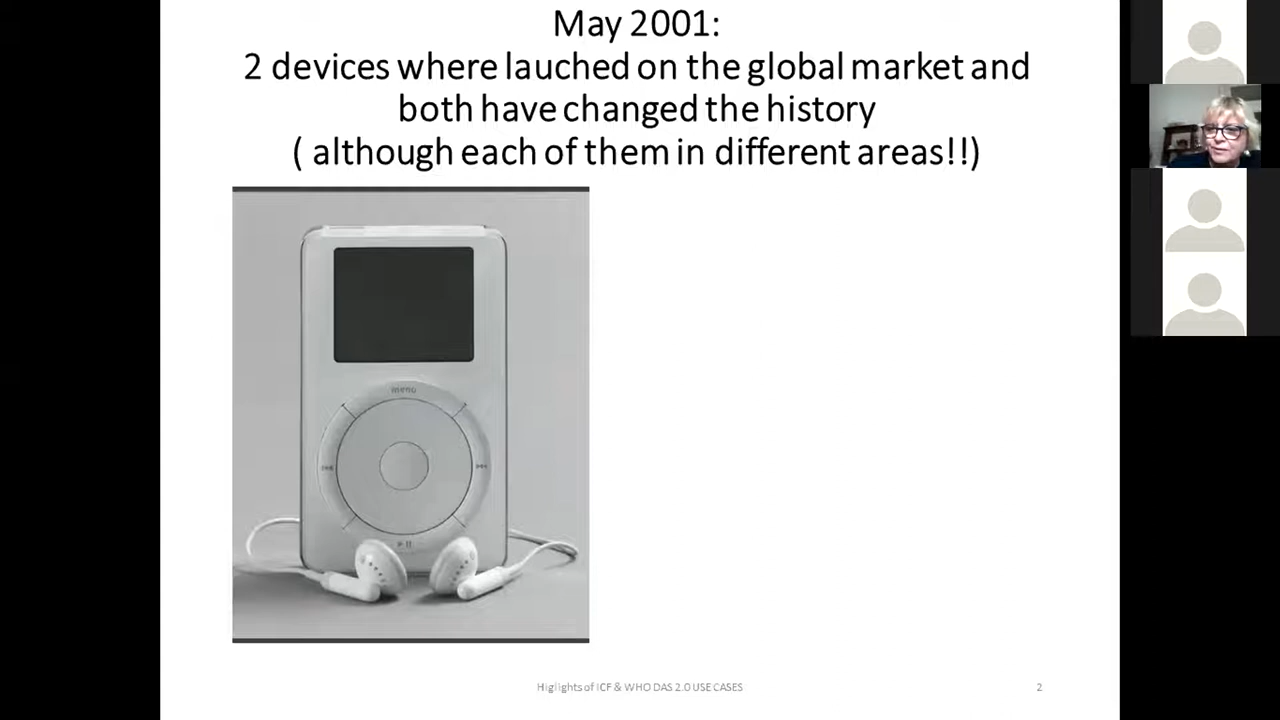 May 2001:
2 devices where lauched on the global market and
both have changed the history
( although each of them in different areas!!)
menu
Higlights of ICF & WHO DAS 2.0 USE CASES
2